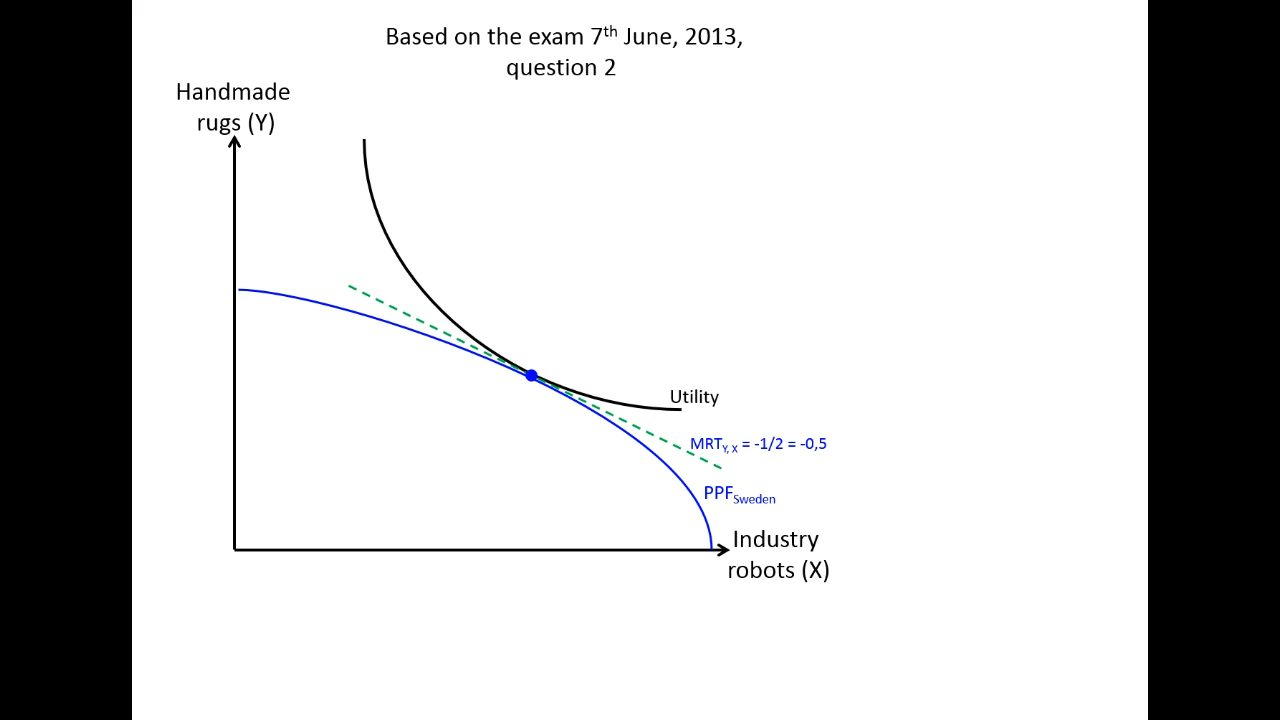 Based on the exam 7th June, 2013,
question 2
Handmade
rugs (Y)
Utility
MRTY, X = -1/2 = -0,5
PPFSweden
Industry
robots (X)